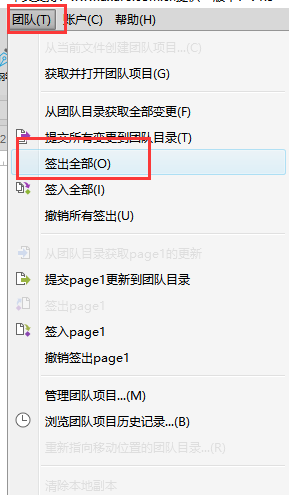 团队(T) 账户(C) 帮助(H)
从当前文件创建团队项目...(C)
获取并打开团队项目(G)
从团队目录获取全部变更(F)
提交所有变更到团队目录(T)
签出全部(O)
签入全部(I)
撤销所有签出(U)
从团队目录获取page1的更新
提交page1更新到团队目录
签出page1
签入page1
撤销签出page1
管理团队项目...(M)
浏览团队项目历史记录...(B)
重新指向移动位置的团队目录...(R)
清除本地副本